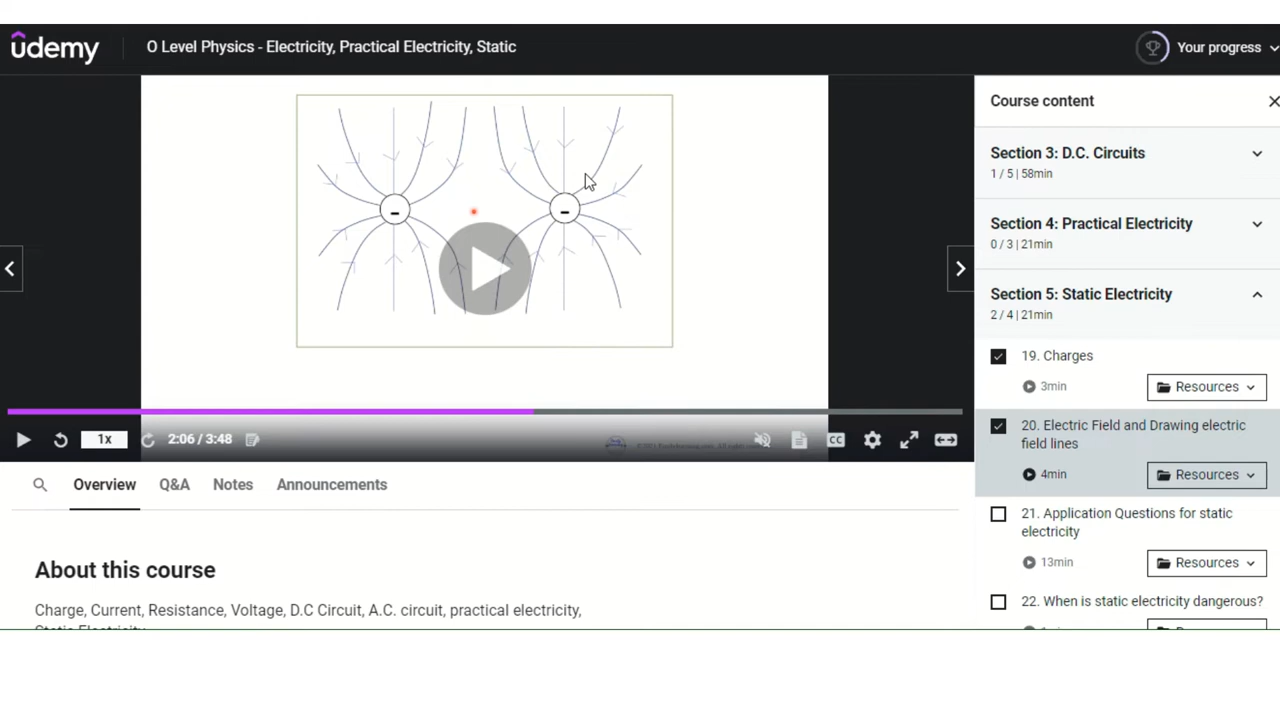 udemy
O Level Physics - Electricity, Practical Electricity, Static
Your progress
Course content
Section 3: D.C. Circuits
1 / 5 | 58min
Section 4: Practical Electricity
0 / 3 | 21min
Section 5: Static Electricity
2 / 4 | 21min
19. Charges
3min
Resources
20. Electric Field and Drawing electric
field lines
4min
Resources
21. Application Questions for static
electricity
13min
Resources
22. When is static electricity dangerous?
- -
1x
2:06 / 3:48
CC
Overview Q&A Notes Announcements
About this course
Charge, Current, Resistance, Voltage, D.C Circuit, A.C. circuit, practical electricity,
Static Electricity